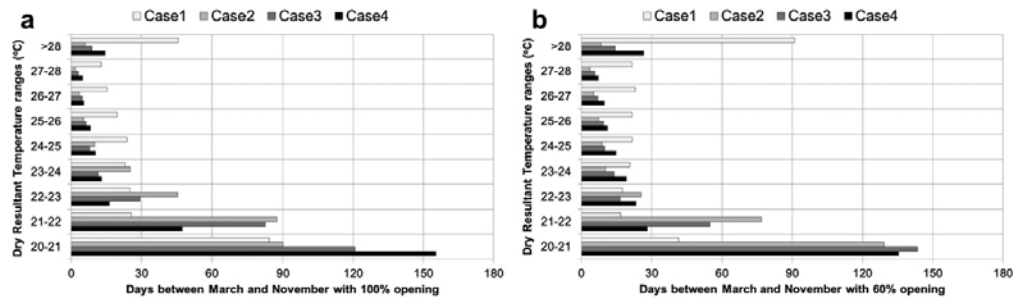 a
Case1 Case2 Case3 Case4
Dry Resultant Temperature ranges (ºC)
>28
27-28
26-27
25-26
24-25
23-24
22-23
21-22
20-21
0 30 60 90 120 150 180
Days between March and November with 100% opening
b
Case1 Case2 Case3 Case4
Dry Resultant Temperature ranges (ºC)
>28
27-28
26-27
25-26
24-25
23-24
22-23
21-22
20-21
0 30 60 90 120 150 180
Days between March and November with 60% opening